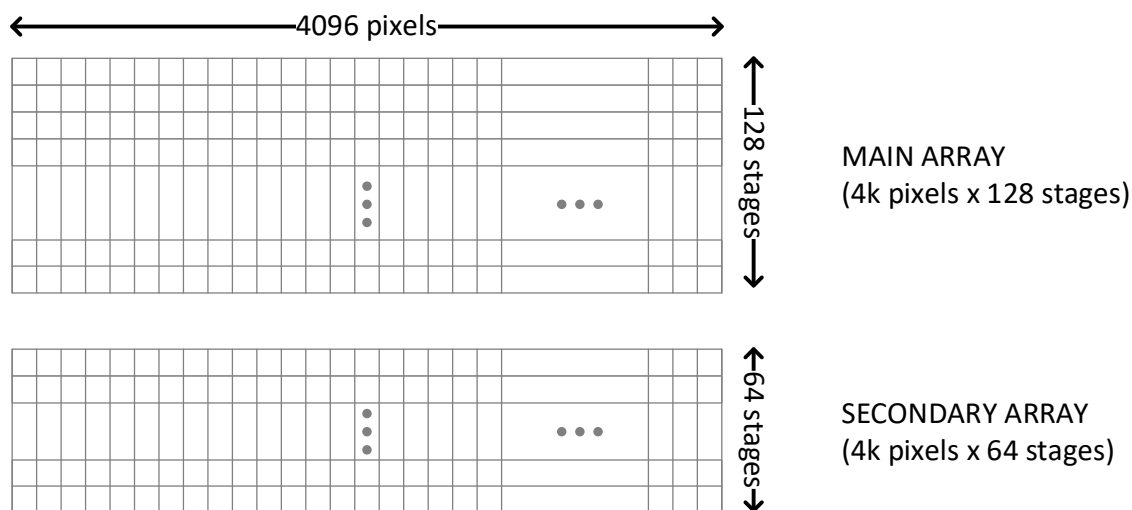 4096 pixels
128 stages
MAIN ARRAY
(4k pixels x 128 stages)
64 stages
SECONDARY ARRAY
(4k pixels x 64 stages)